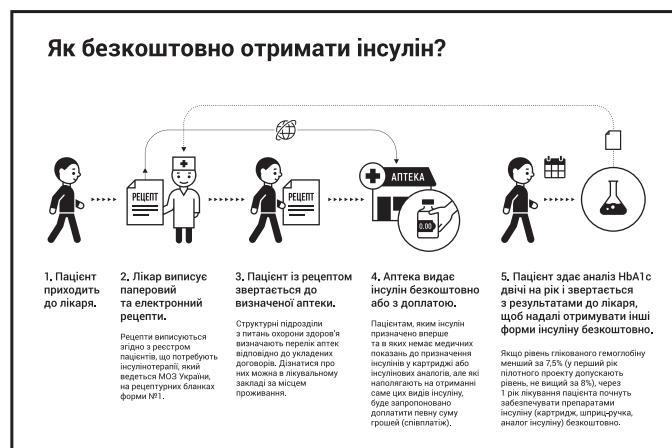 Як безкоштовно отримати інсулін?
РЕЦЕПТ
РЕЦЕПТ
АПТЕКА
0.00
1. Пацієнт
приходить
до лікаря.
2. Лікар виписує
паперовий
та електронний
рецепти.
Рецепти виписуються
згідно з реєстром
пацієнтів, що потребують
інсулінотерапії, який
ведеться МОЗ України,
на рецептурних бланках
форми №1.
3. Пацієнт із рецептом
звертається до
визначеної аптеки.
Структурні підрозділи
з питань охорони здоров'я
визначають перелік аптек
відповідно до укладених
договорів. Дізнатися про
них можна в лікувальному
закладі за місцем
проживання.
4. Аптека видає
інсулін безкоштовно
або з доплатою.
Пацієнтам, яким інсулін
призначено вперше
та в яких немає медичних
показань до призначення
інсулінів у картриджі або
інсулінових аналогів, але які
наполягають на отриманні
саме цих видів інсуліну,
буде запропоновано
доплатити певну суму
грошей (співплатіж).
5. Пацієнт здає аналіз HbA1c
двічі на рік і звертається
з результатами до лікаря,
щоб надалі отримувати інші
форми інсуліну безкоштовно.
Якщо рівень глікованого гемоглобіну
менший за 7,5% (у перший рік
пілотного проекту допускають
рівень, не вищий за 8%), через
1 рік лікування пацієнта почнуть
забезпечувати препаратами
інсуліну (картридж, шприц-ручка,
аналог інсуліну) безкоштовно.